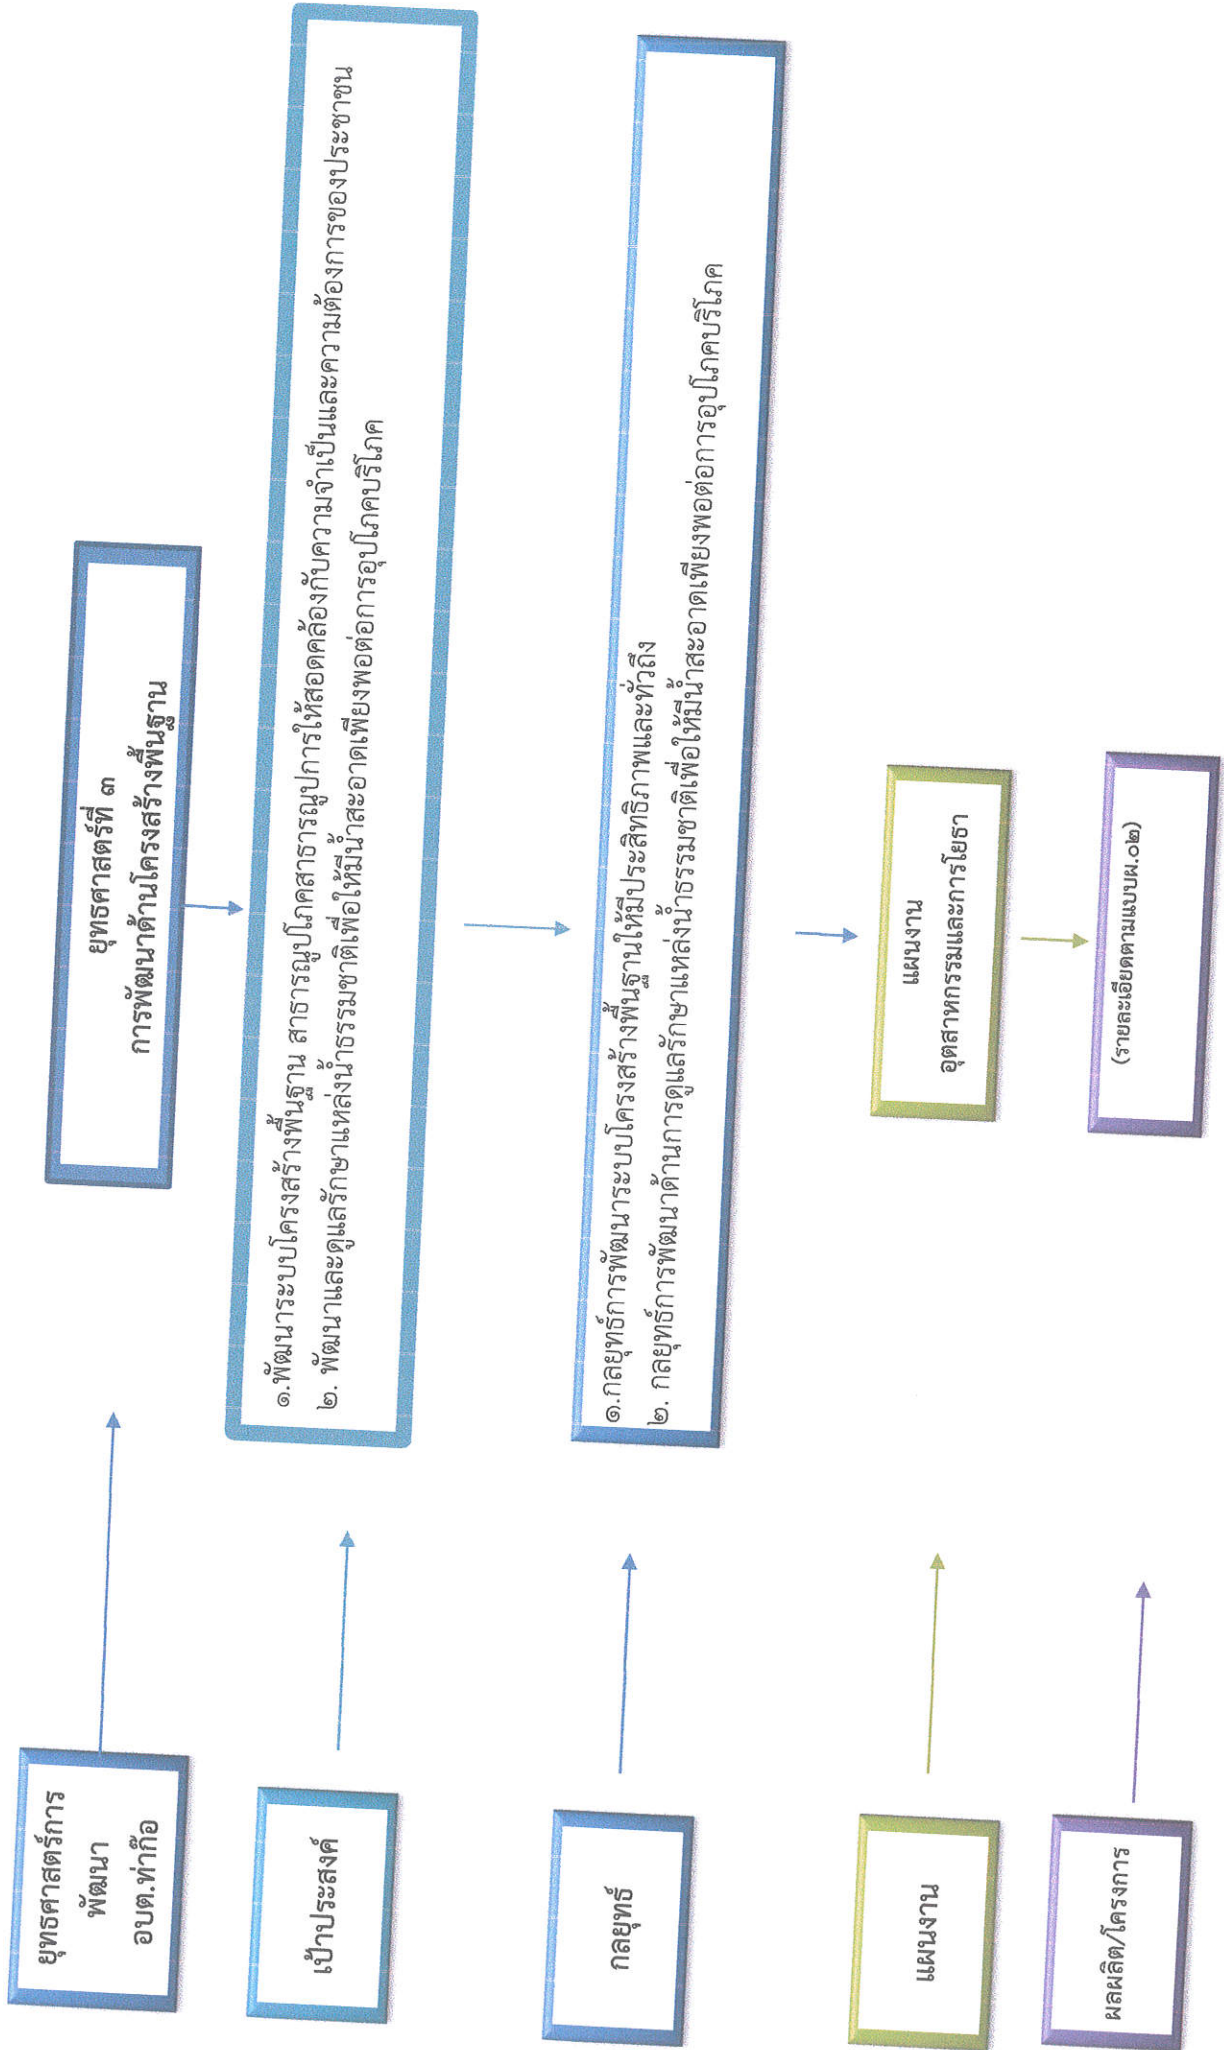 ยุทธศาสตร์การ
พัฒนา
อบต.ท่าก๊อ
ยุทธศาสตร์ที่ ๓
การพัฒนาด้านโครงสร้างพื้นฐาน
เป้าประสงค์
๑.พัฒนาระบบโครงสร้างพื้นฐาน สาธารณูปโภคสาธารณูปการให้สอดคล้องกับความจำเป็นและความต้องการของประชาชน
๒. พัฒนาและดูแลรักษาแหล่งน้ำธรรมชาติเพื่อให้มีน้ำสะอาดเพียงพอต่อการอุปโภคบริโภค
กลยุทธ์
๑.กลยุทธ์การพัฒนาระบบโครงสร้างพื้นฐานให้มีประสิทธิภาพและทั่วถึง
๒. กลยุทธ์การพัฒนาด้านการดูแลรักษาแหล่งน้ำธรรมชาติเพื่อให้มีน้ำสะอาดเพียงพอต่อการอุปโภคบริโภค
แผนงาน
แผนงาน
อุตสาหกรรมและการโยธา
ผลผลิต/โครงการ
(รายละเอียดตามแบบผ.๐๒)